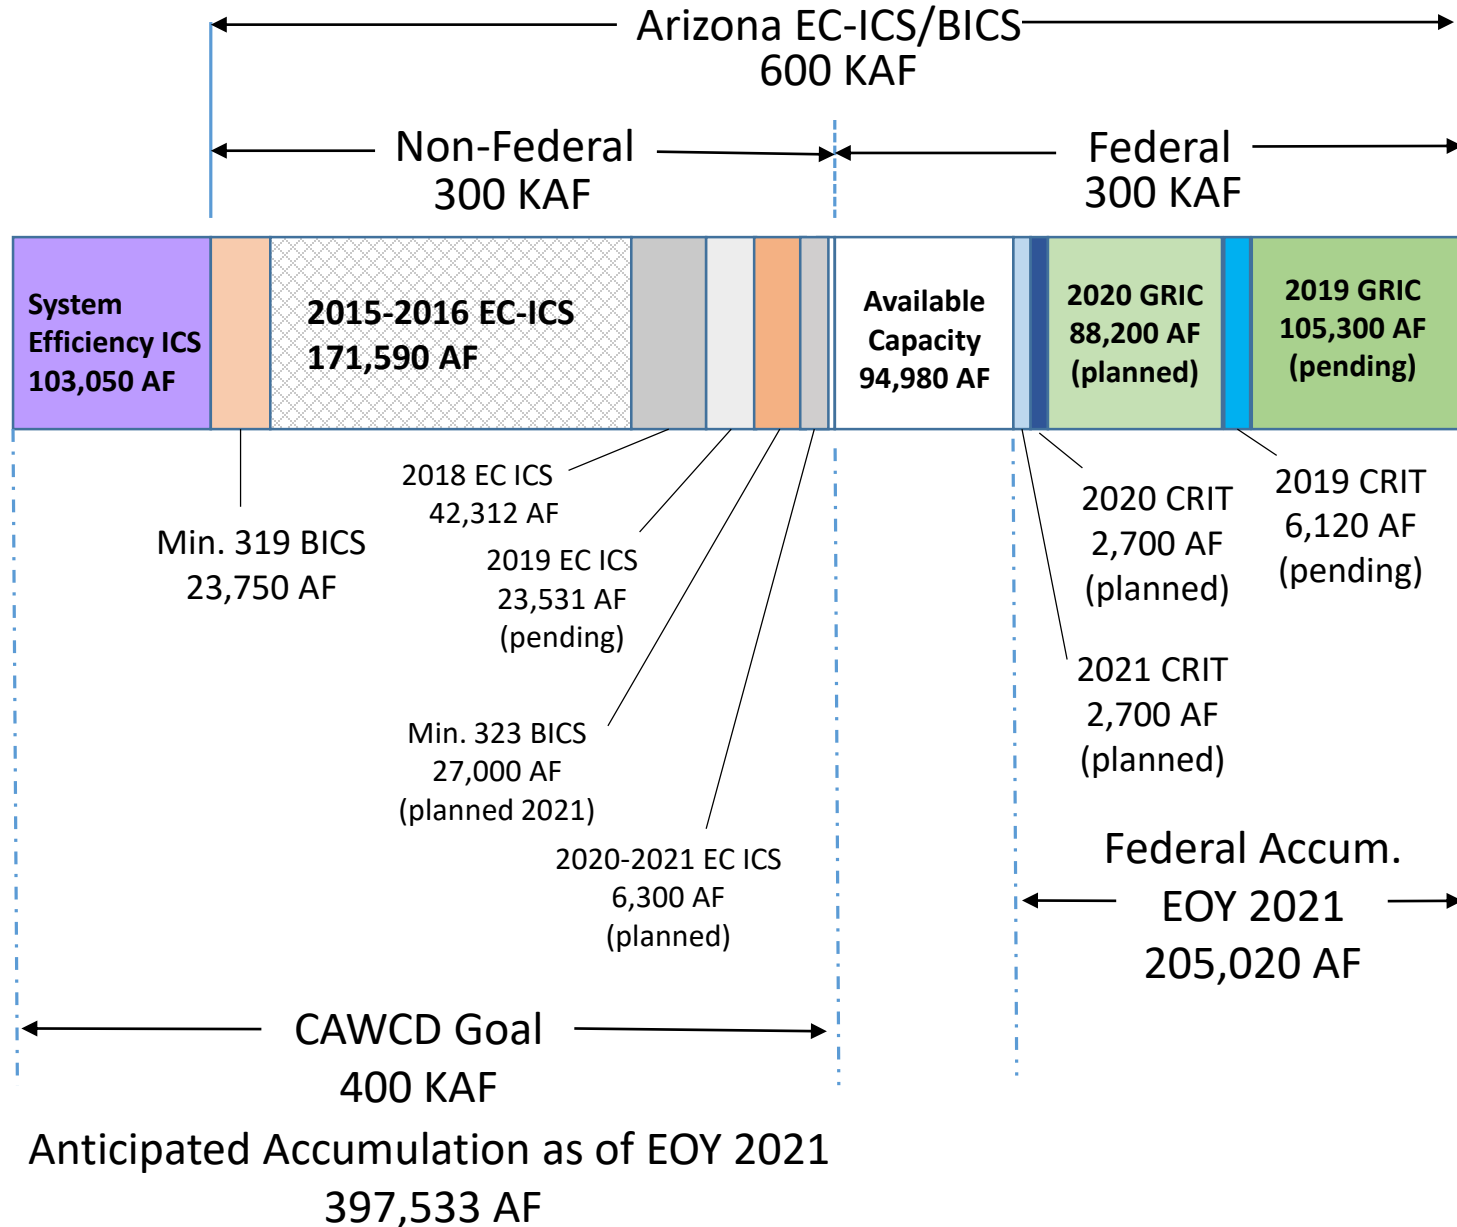 Arizona EC-ICS/BICS
600 KAF
Non-Federal
300 KAF
Federal
300 KAF
System
Efficiency ICS
103,050 AF
2015-2016 EC-ICS
171,590 AF
Available
Capacity
94,980 AF
2020 GRIC
88,200 AF
(planned)
2019 GRIC
105,300 AF
(pending)
Min. 319 BICS
23,750 AF
2018 EC ICS
42,312 AF
2019 EC ICS
23,531 AF
(pending)
Min. 323 BICS
27,000 AF
(planned 2021)
2020-2021 EC ICS
6,300 AF
(planned)
2020 CRIT
2,700 AF
(planned)
2019 CRIT
6,120 AF
(pending)
2021 CRIT
2,700 AF
(planned)
Federal Accum.
EOY 2021
205,020 AF
CAWCD Goal
400 KAF
Anticipated Accumulation as of EOY 2021
397,533 AF